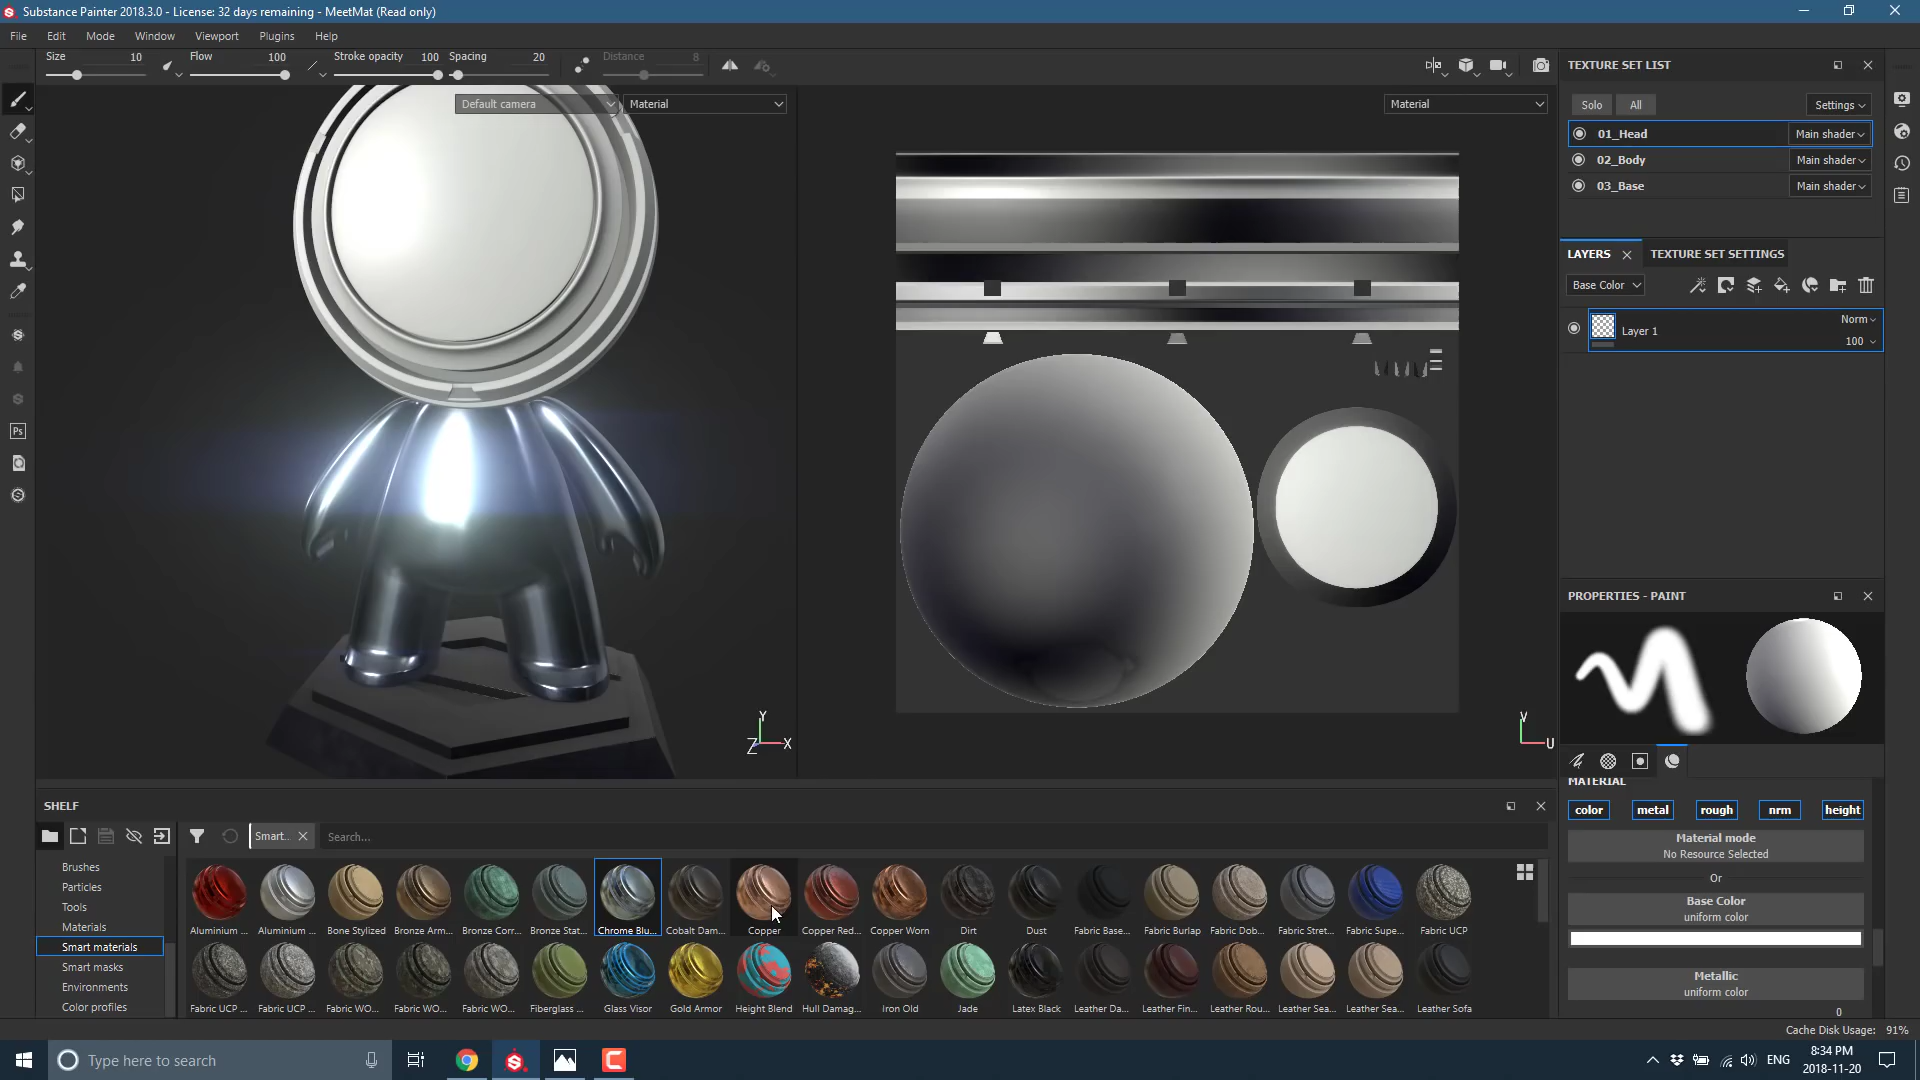 Substance Painter 2018.3.0 - License: 32 days remaining - MeetMat (Read only)
File Edit Mode Window Viewport Plugins Help
Size 10 Flow 100 Stroke opacity 100 Spacing 20 Distance 8
Default camera Material Material
TEXTURE SET LIST
Solo All Settings
01_Head Main shader
02_Body Main shader
03_Base Main shader
LAYERS TEXTURE SET SETTINGS
Base Color
Layer 1 Norm
100
Ps
Y
Z X
V
U
PROPERTIES - PAINT
MATERIAL
color metal rough nrm height
Material mode
No Resource Selected
Or
Base Color
uniform color
Metallic
uniform color
0
SHELF
Smart.. Search...
Brushes
Particles
Tools
Materials
Smart materials
Smart masks
Environments
Color profiles
Aluminium ... Aluminium ... Bone Stylized Bronze Arm... Bronze Corr... Bronze Stat... Chrome Blu... Cobalt Dam... Copper Copper Red... Copper Worn Dirt Dust Fabric Base... Fabric Burlap Fabric Dob... Fabric Stret... Fabric Supe... Fabric UCP
Fabric UCP ... Fabric UCP ... Fabric WO... Fabric WO... Fabric WO... Fiberglass ... Glass Visor Gold Armor Height Blend Hull Damag... Iron Old Jade Latex Black Leather Da... Leather Fin... Leather Rou... Leather Sea... Leather Sea... Leather Sofa
Cache Disk Usage: 91%
Type here to search
ENG
8:34 PM
2018-11-20